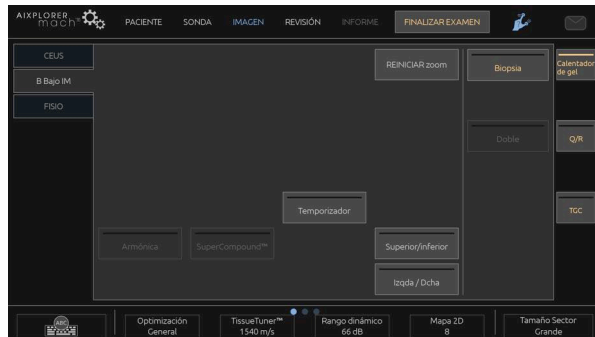 AIXPLORER
mach
PACIENTE
SONDA
IMAGEN
REVISIÓN
INFORME
FINALIZAR EXAMEN
CEUS
B Bajo IM
FISIO
REINICIAR zoom
Biopsia
Calentador
de gel
Doble
Q/R
Temporizador
TGC
Armónica
SuperCompound™
Superior/inferior
Izqda / Dcha
ABC
Optimización
General
TissueTuner™
1540 m/s
Rango dinámico
66 dB
Mapa 2D
8
Tamaño Sector
Grande